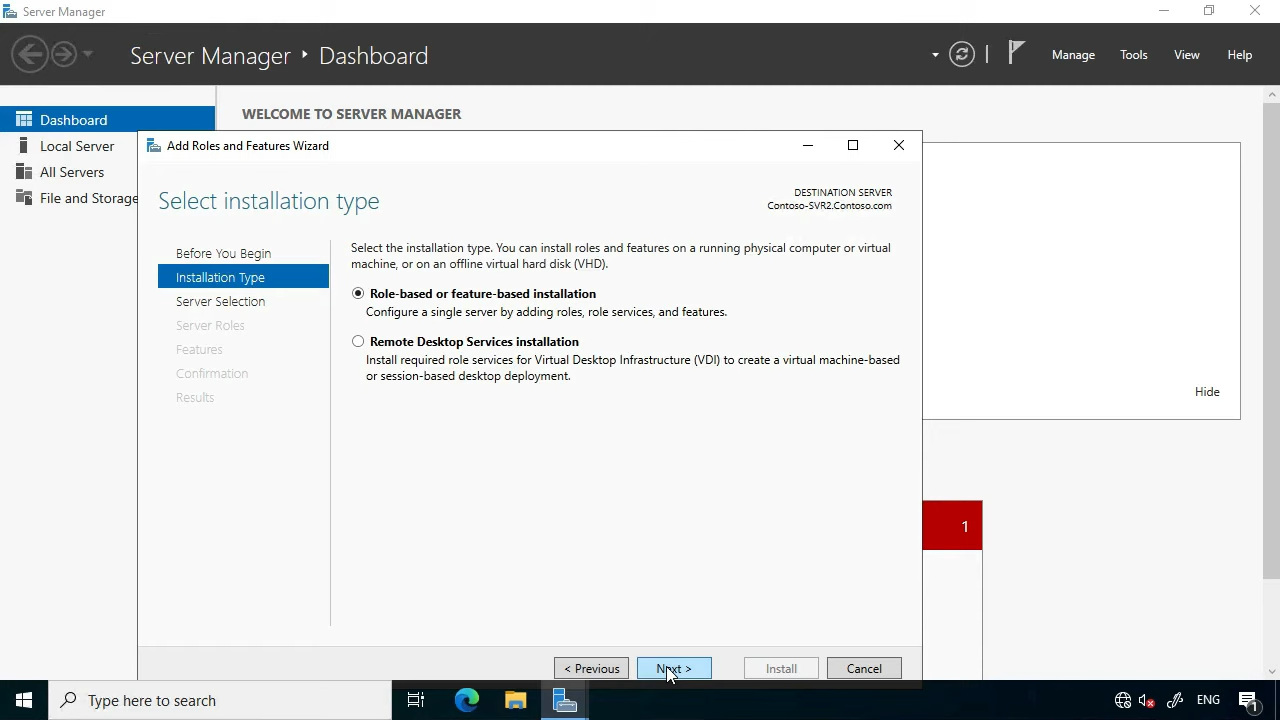 Server Manager
Server Manager ‣ Dashboard
Manage Tools View Help
WELCOME TO SERVER MANAGER
Dashboard
Local Server
All Servers
File and Storage
Add Roles and Features Wizard
Select installation type
DESTINATION SERVER
Contoso-SVR2.Contoso.com
Before You Begin
Installation Type
Server Selection
Server Roles
Features
Confirmation
Results
Select the installation type. You can install roles and features on a running physical computer or virtual
machine, or on an offline virtual hard disk (VHD).
Role-based or feature-based installation
Configure a single server by adding roles, role services, and features.
Remote Desktop Services installation
Install required role services for Virtual Desktop Infrastructure (VDI) to create a virtual machine-based
or session-based desktop deployment.
Hide
1
< Previous Next > Install Cancel
Type here to search
ENG
1